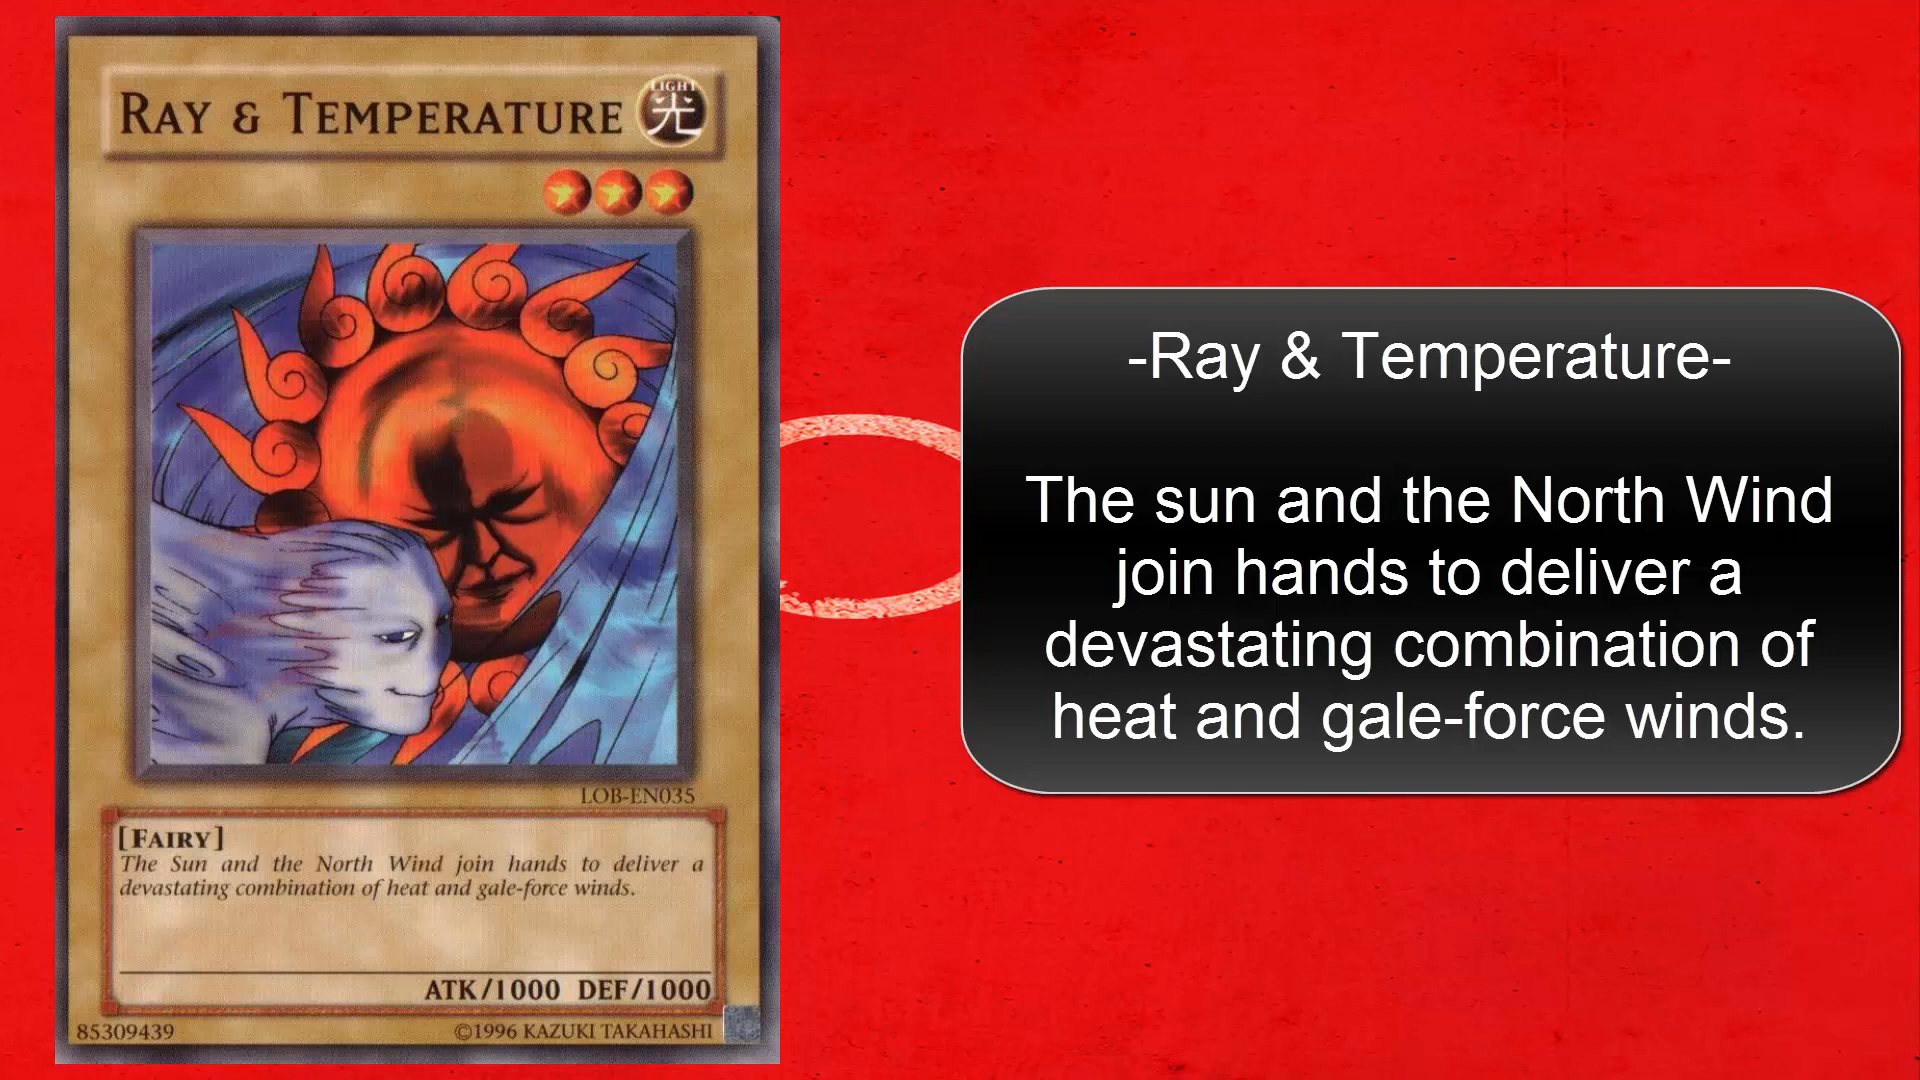 RAY & TEMPERATURE
LIGHT
光
LOB-EN035
[FAIRY]
The Sun and the North Wind join hands to deliver a
devastating combination of heat and gale-force winds.
ATK/1000 DEF/1000
85309439
©1996 KAZUKI TAKAHASHI
-Ray & Temperature-
The sun and the North Wind
join hands to deliver a
devastating combination of
heat and gale-force winds.